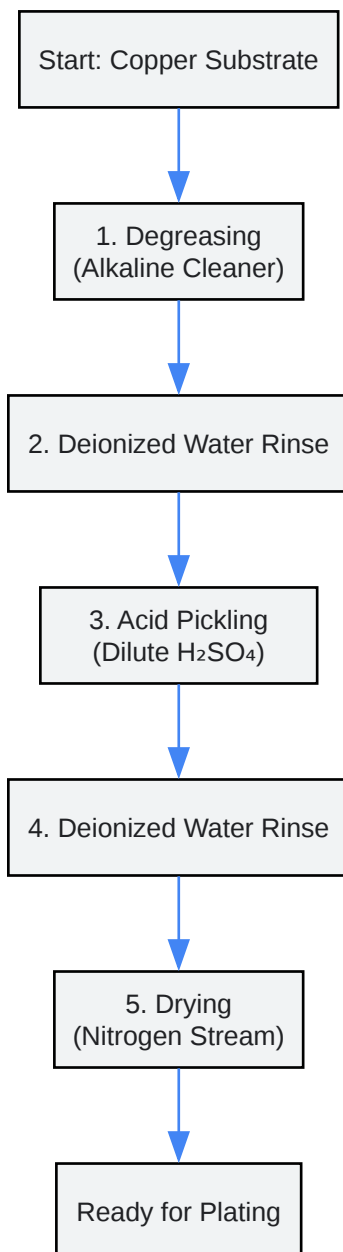 Start: Copper Substrate
1. Degreasing
(Alkaline Cleaner)
2. Deionized Water Rinse
3. Acid Pickling
(Dilute H₂SO₄)
4. Deionized Water Rinse
5. Drying
(Nitrogen Stream)
Ready for Plating